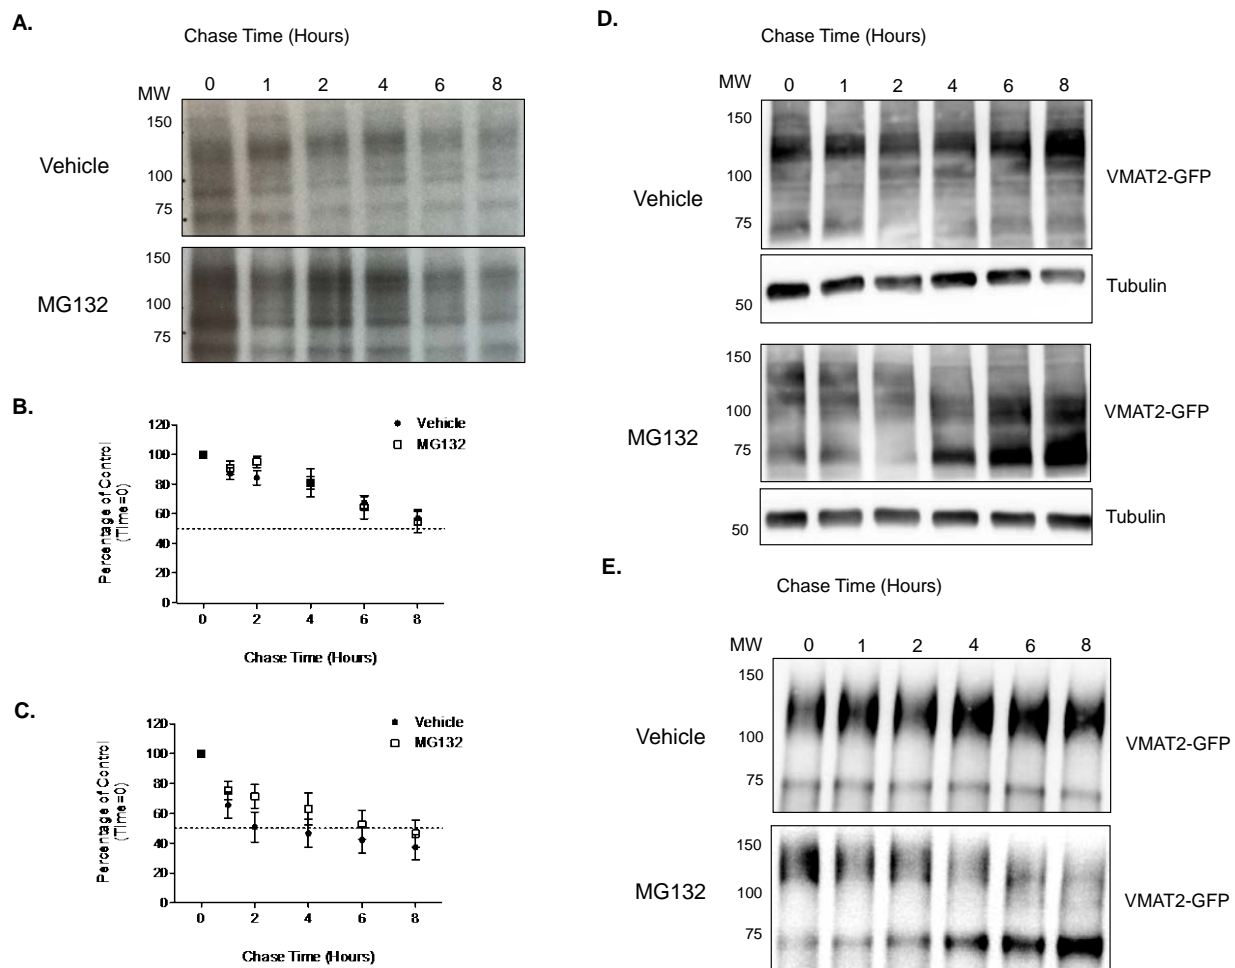 A.
Chase Time (Hours)
MW 0 1 2 4 6 8
150
Vehicle
100
75
150
MG132
100
75
B.
120
100
80
60
40
20
0
Percentage of Control
(Time=0)
Vehicle
MG132
0 2 4 6 8
Chase Time (Hours)
C.
120
100
80
60
40
20
0
Percentage of Control
(Time=0)
Vehicle
MG132
0 2 4 6 8
Chase Time (Hours)
D.
Chase Time (Hours)
MW 0 1 2 4 6 8
150
100
VMAT2-GFP
Vehicle
75
Tubulin
50
150
100
VMAT2-GFP
MG132
75
Tubulin
50
E.
Chase Time (Hours)
MW 0 1 2 4 6 8
150
Vehicle
100
VMAT2-GFP
75
150
MG132
100
VMAT2-GFP
75